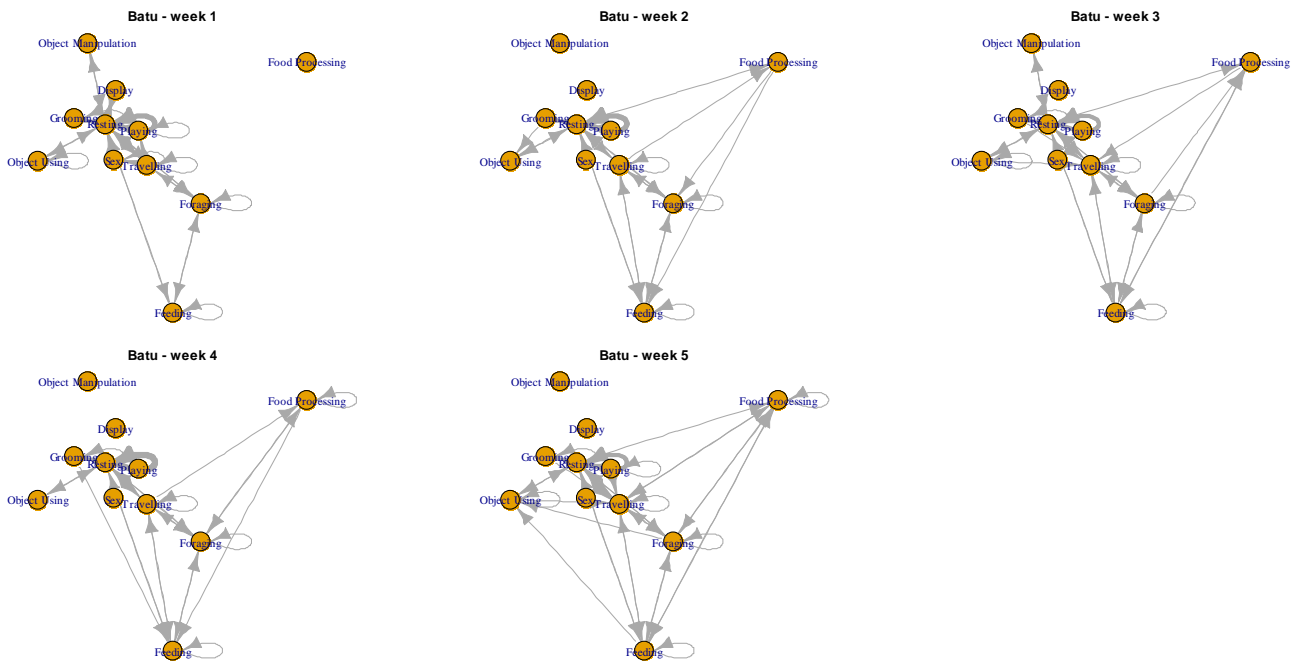 Batu - week 1
Object Manipulation
Food Processing
Display
Grooming
Resting
Playing
Object Using
Sex
Travelling
Foraging
Feeding
Batu - week 2
Object Manipulation
Food Processing
Display
Grooming
Resting
Playing
Object Using
Sex
Travelling
Foraging
Feeding
Batu - week 3
Object Manipulation
Food Processing
Display
Grooming
Resting
Playing
Object Using
Sex
Travelling
Foraging
Feeding
Batu - week 4
Object Manipulation
Food Processing
Display
Grooming
Resting
Playing
Object Using
Sex
Travelling
Foraging
Feeding
Batu - week 5
Object Manipulation
Food Processing
Display
Grooming
Resting
Playing
Object Using
Sex
Travelling
Foraging
Feeding